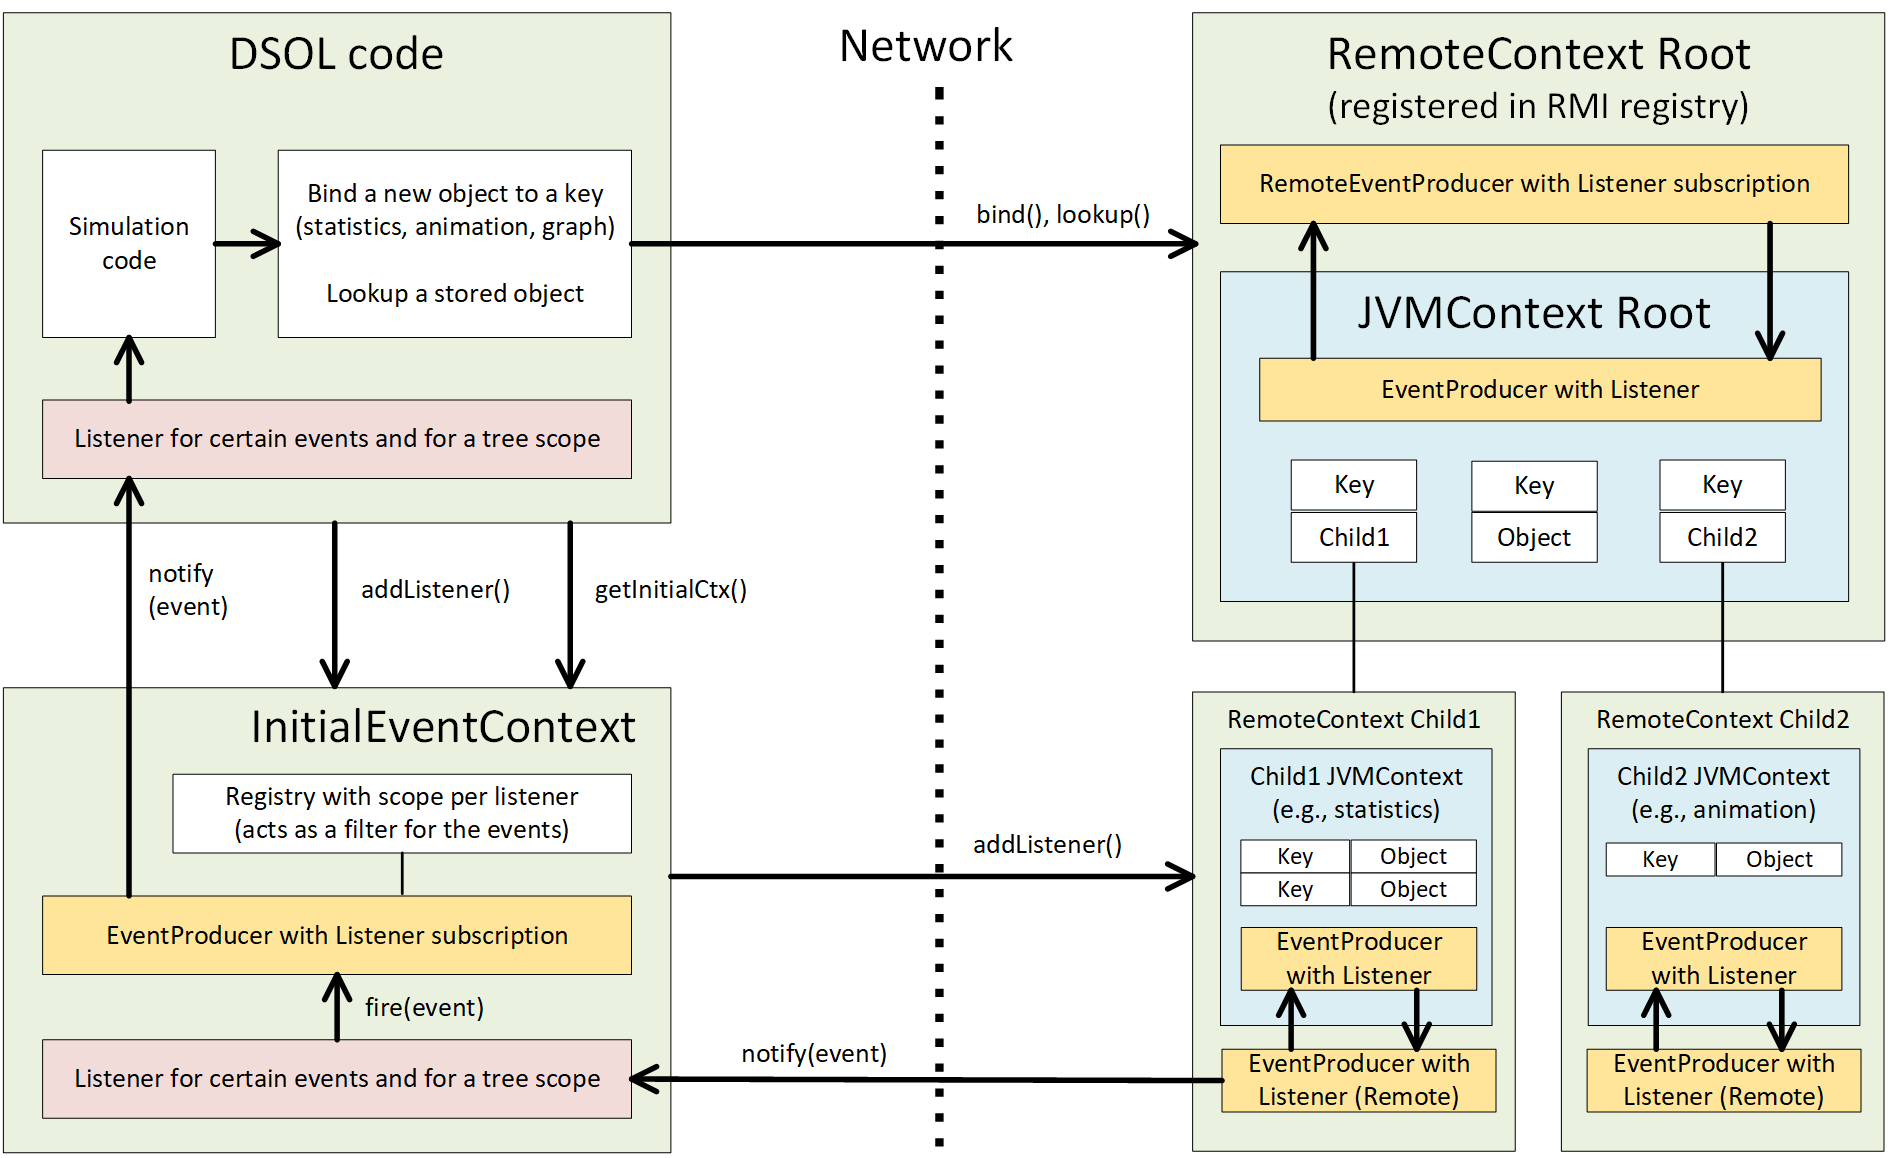 DSOL code
Simulation
code
Bind a new object to a key
(statistics, animation, graph)
Lookup a stored object
Listener for certain events and for a tree scope
notify
(event)
addListener()
getInitialCtx()
InitialEventContext
Registry with scope per listener
(acts as a filter for the events)
EventProducer with Listener subscription
fire(event)
Listener for certain events and for a tree scope
Network
bind(), lookup()
addListener()
notify(event)
RemoteContext Root
(registered in RMI registry)
RemoteEventProducer with Listener subscription
JVMContext Root
EventProducer with Listener
Key
Child1
Key
Object
Key
Child2
RemoteContext Child1
Child1 JVMContext
(e.g., statistics)
Key Object
Key Object
EventProducer
with Listener
EventProducer with
Listener (Remote)
RemoteContext Child2
Child2 JVMContext
(e.g., animation)
Key Object
EventProducer
with Listener
EventProducer with
Listener (Remote)